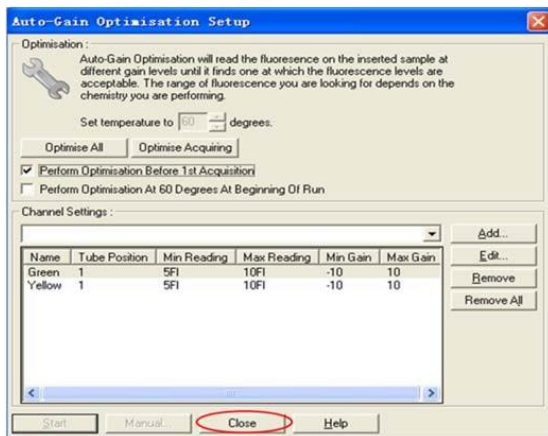 Auto-Gain Optimisation Setup
Optimisation :
Auto-Gain Optimisation will read the fluoresence on the inserted sample at
different gain levels until it finds one at which the fluorescence levels are
acceptable. The range of fluorescence you are looking for depends on the
chemistry you are performing.
Set temperature to 60 degrees.
Optimise All Optimise Acquiring
Perform Optimisation Before 1st Acquisition
Perform Optimisation At 60 Degrees At Beginning Of Run
Channel Settings :
Add...
Name Tube Position Min Reading Max Reading Min Gain Max Gain Edit...
Green 1 5Fl 10Fl -10 10
Yellow 1 5Fl 10Fl -10 10
Remove
Remove All
Start Manual... Close Help